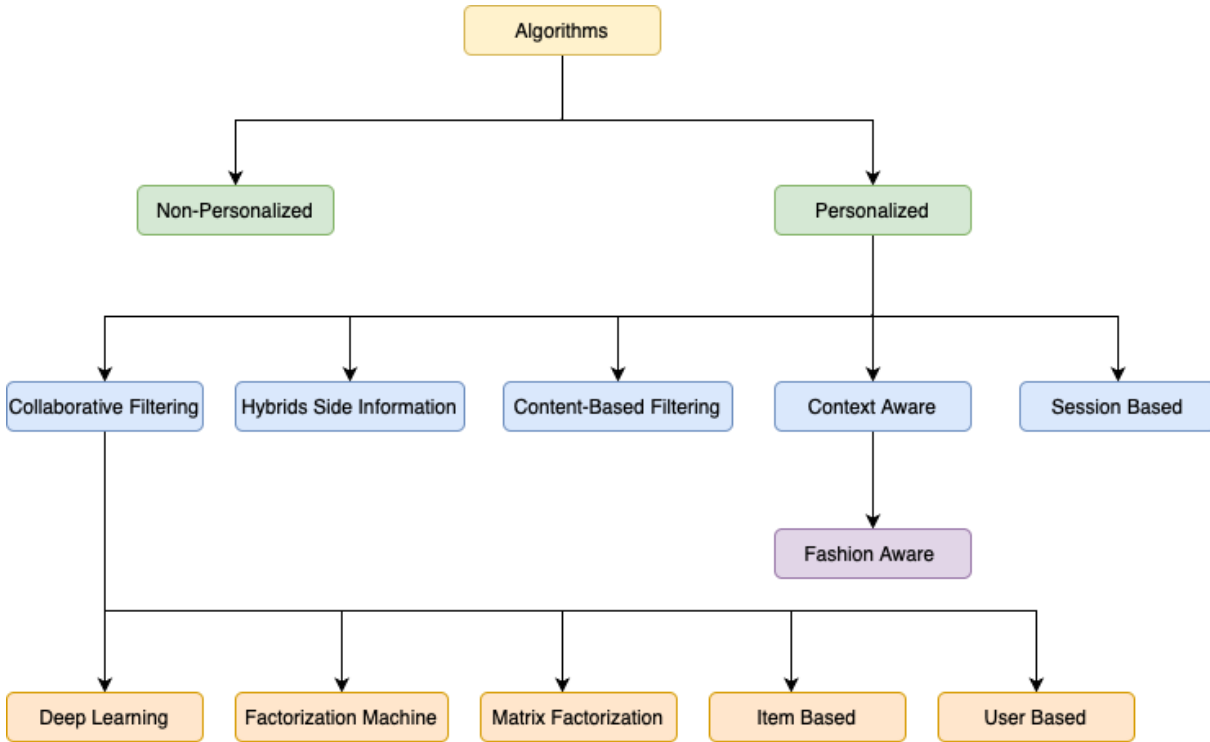 Algorithms
Non-Personalized
Personalized
Collaborative Filtering
Hybrids Side Information
Content-Based Filtering
Context Aware
Session Based
Fashion Aware
Deep Learning
Factorization Machine
Matrix Factorization
Item Based
User Based